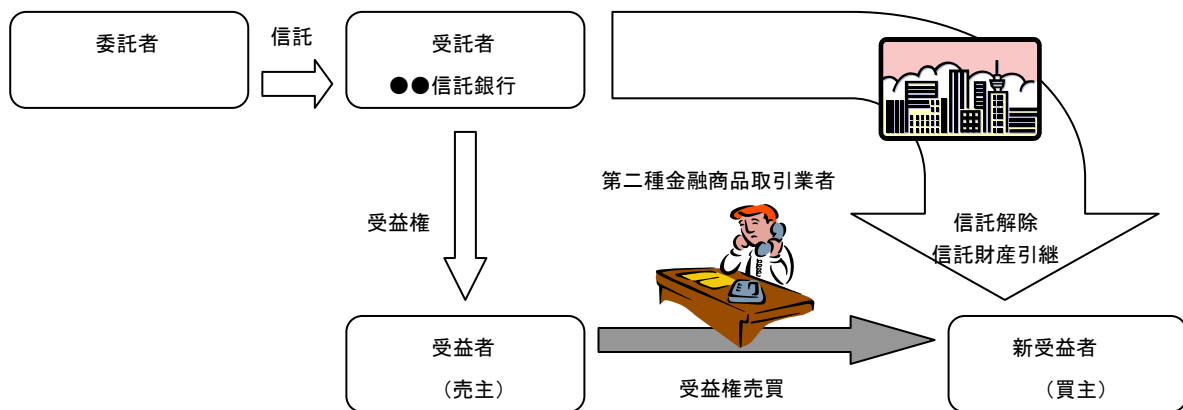 委託者
信託
受託者
●●信託銀行
第二種金融商品取引業者
受益権
信託解除
信託財産引継
受益者
（売主）
受益権売買
新受益者
（買主）